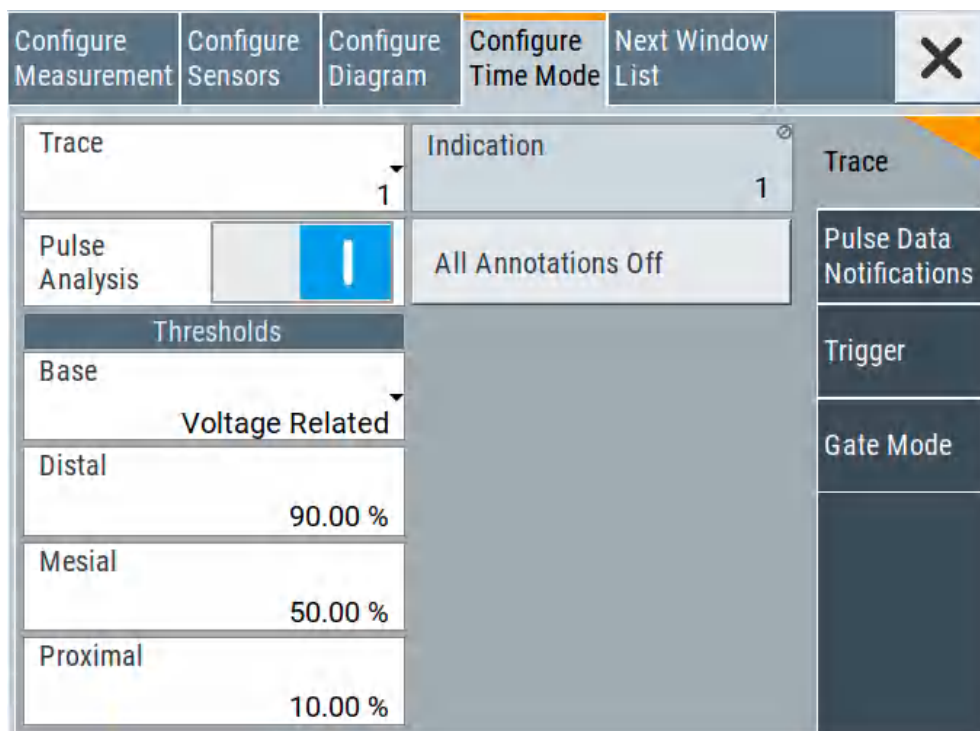 Configure Measurement
Configure Sensors
Configure Diagram
Configure Time Mode
Next Window List
Trace
1
Indication
1
Pulse Analysis
All Annotations Off
Thresholds
Base
Voltage Related
Distal
90.00 %
Mesial
50.00 %
Proximal
10.00 %
Trace
Pulse Data
Notifications
Trigger
Gate Mode